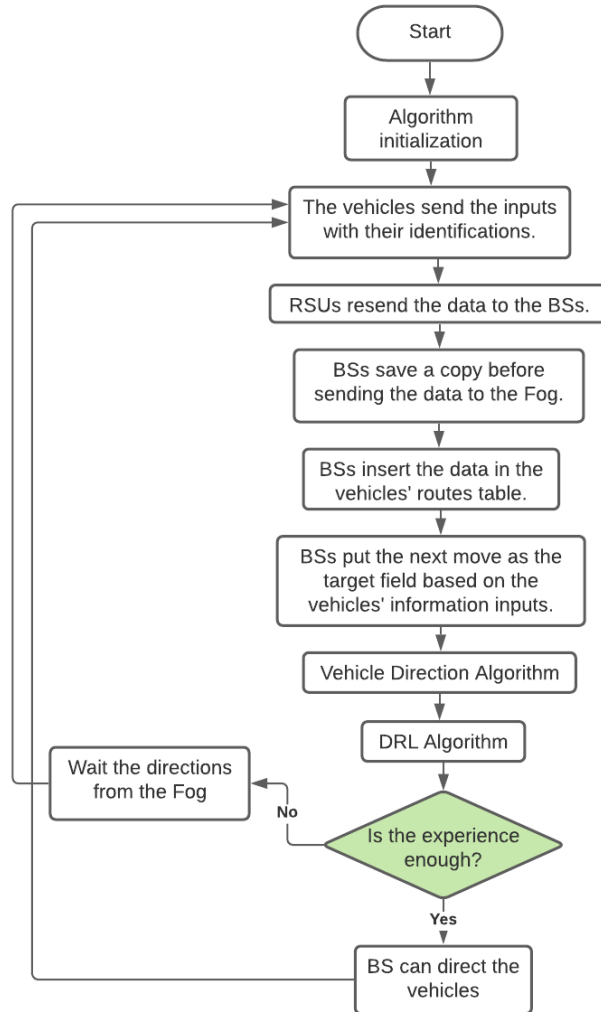 Start
Algorithm
initialization
The vehicles send the inputs
with their identifications.
RSUs resend the data to the BSs.
BSs save a copy before
sending the data to the Fog.
BSs insert the data in the
vehicles' routes table.
BSs put the next move as the
target field based on the
vehicles' information inputs.
Vehicle Direction Algorithm
DRL Algorithm
Wait the directions
from the Fog
No
Is the experience
enough?
Yes
BS can direct the
vehicles